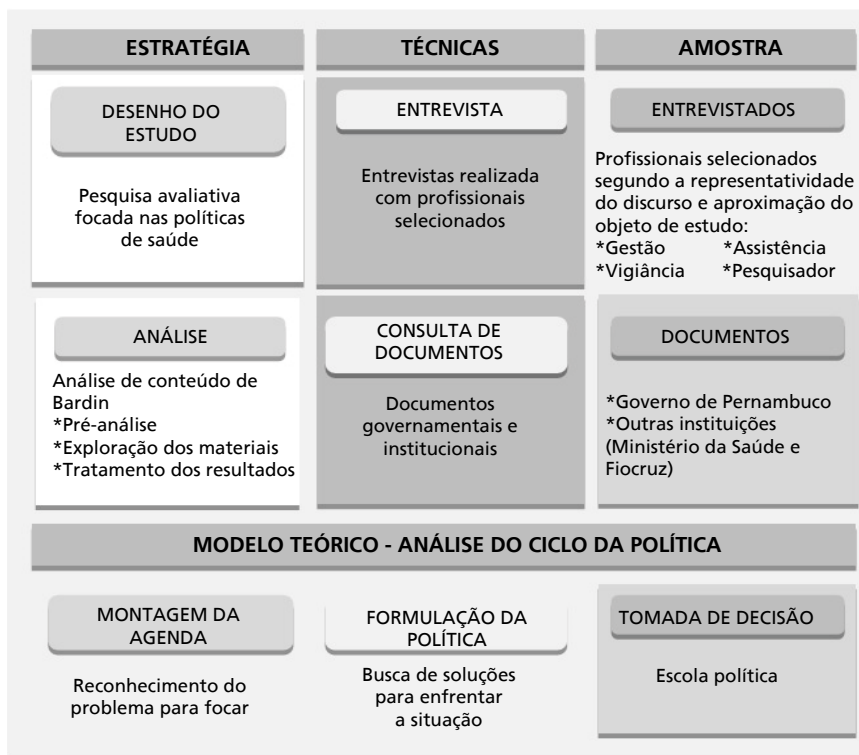 ESTRATÉGIA
TÉCNICAS
AMOSTRA
DESENHO DO
ESTUDO
Pesquisa avaliativa
focada nas políticas
de saúde
ENTREVISTA
Entrevistas realizada
com profissionais
selecionados
ENTREVISTADOS
Profissionais selecionados
segundo a representatividade
do discurso e aproximação do
objeto de estudo:
*Gestão *Assistência
*Vigiância *Pesquisador
ANÁLISE
Análise de conteúdo de
Bardin
*Pré-análise
*Exploração dos materiais
*Tratamento dos resultados
CONSULTA DE
DOCUMENTOS
Documentos
governamentais e
institucionais
DOCUMENTOS
*Governo de Pernambuco
*Outras instituições
(Ministério da Saúde e
Fiocruz)
MODELO TEÓRICO - ANÁLISE DO CICLO DA POLÍTICA
MONTAGEM DA
AGENDA
Reconhecimento do
problema para focar
FORMULAÇÃO DA
POLÍTICA
Busca de soluções
para enfrentar
a situação
TOMADA DE DECISÃO
Escola política